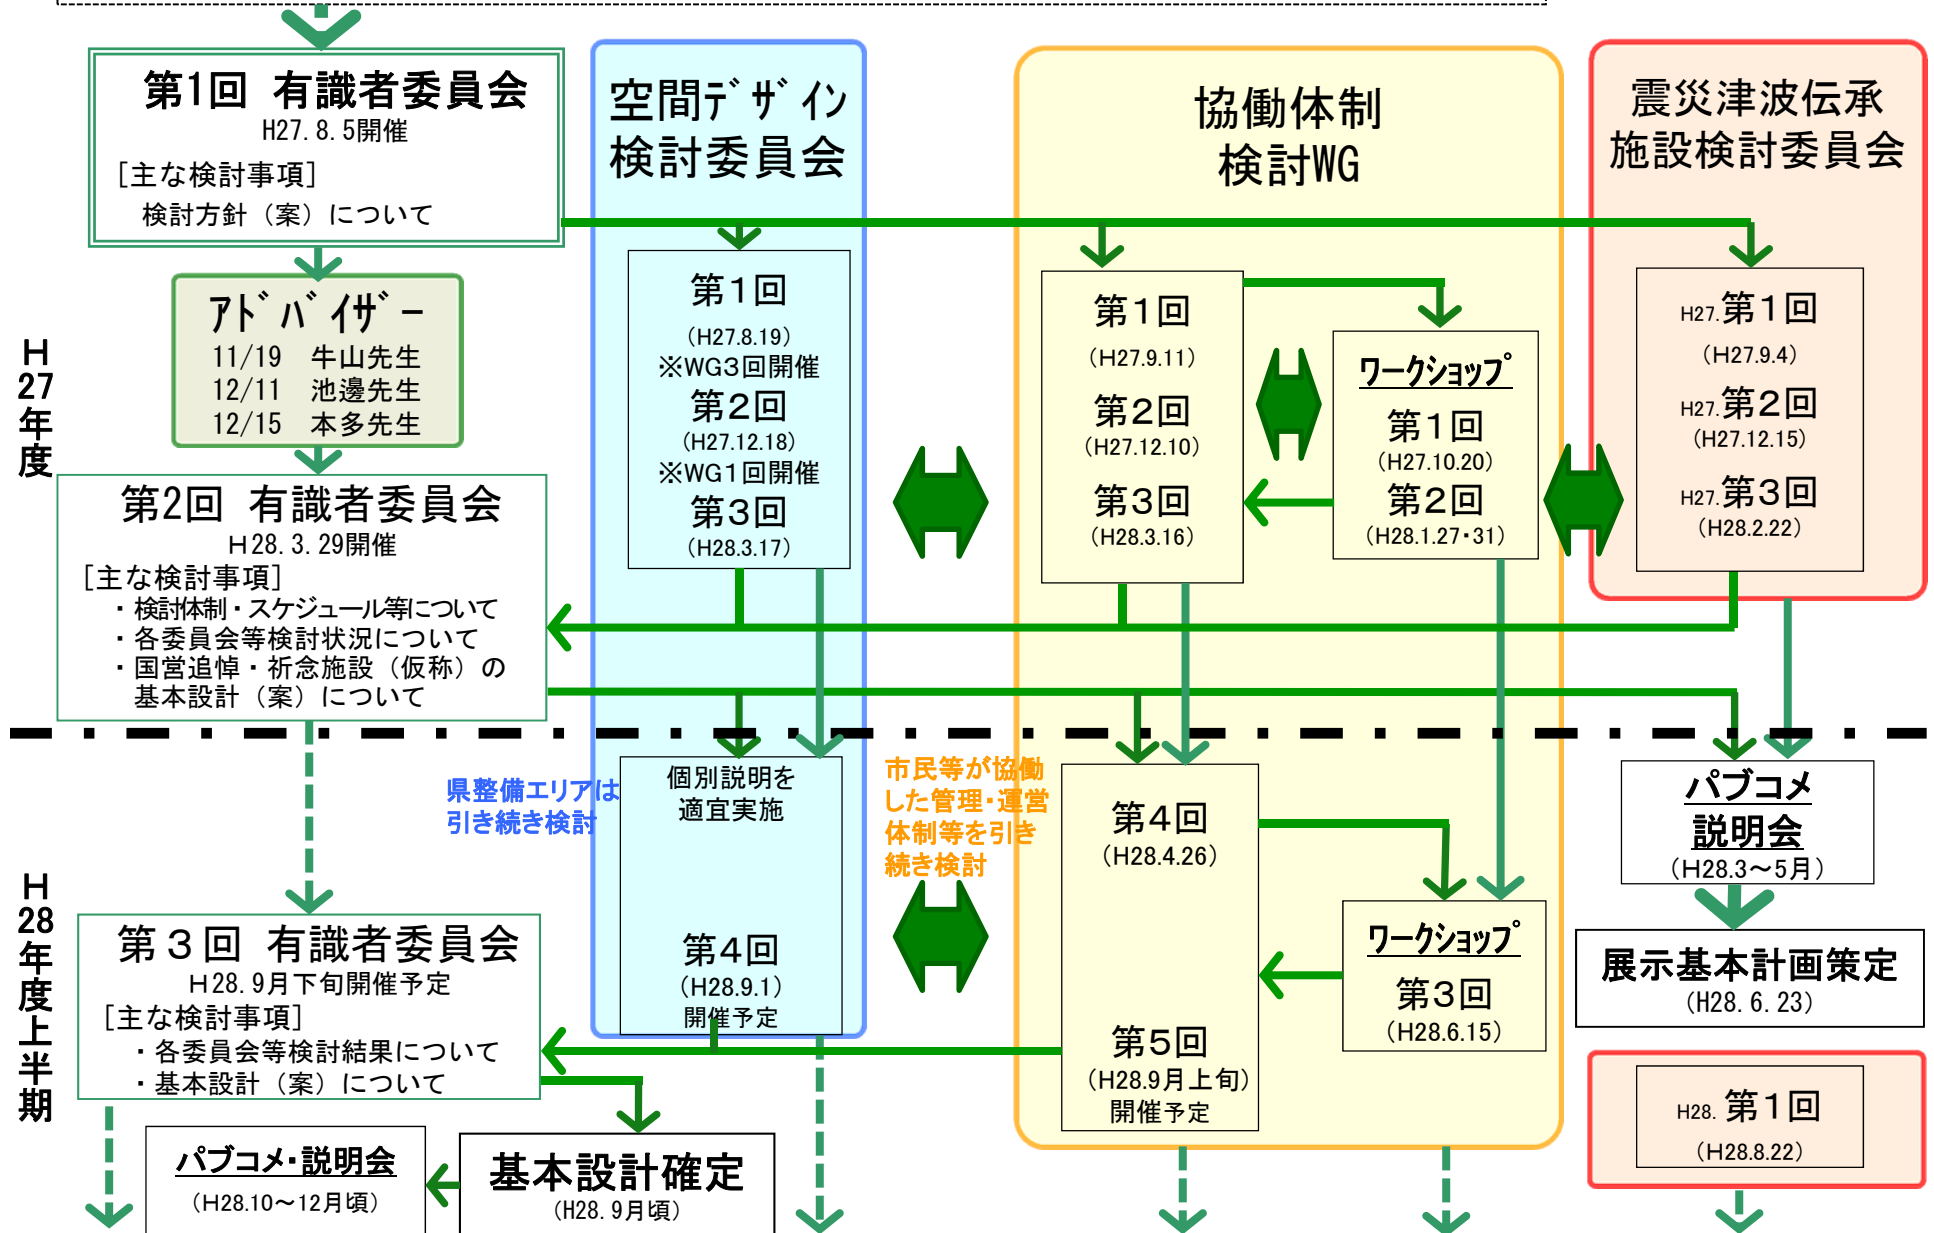 第1回 有識者委員会
H27.8.5開催
［主な検討事項］
検討方針（案）について
アドバイザー
11/19 牛山先生
12/11 池邊先生
12/15 本多先生
H27年度
第2回 有識者委員会
H28.3.29開催
［主な検討事項］
・検討体制・スケジュール等について
・各委員会等検討状況について
・国営追悼・祈念施設（仮称）の
基本設計（案）について
空間デザイン
検討委員会
第1回
(H27.8.19)
※WG3回開催
第2回
(H27.12.18)
※WG1回開催
第3回
(H28.3.17)
協働体制
検討WG
第1回
(H27.9.11)
第2回
(H27.12.10)
第3回
(H28.3.16)
ワークショップ
第1回
(H27.10.20)
第2回
(H28.1.27・31)
震災津波伝承
施設検討委員会
H27.第1回
(H27.9.4)
H27.第2回
(H27.12.15)
H27.第3回
(H28.2.22)
H28年度上半期
県整備エリアは
引き続き検討
個別説明を
適宜実施
第4回
(H28.9.1)
開催予定
市民等が協働
した管理・運営
体制等を引き
続き検討
第4回
(H28.4.26)
第5回
(H28.9月上旬)
開催予定
ワークショップ
第3回
(H28.6.15)
パブコメ
説明会
(H28.3～5月)
展示基本計画策定
(H28.6.23)
H28. 第1回
(H28.8.22)
第3回 有識者委員会
H28.9月下旬開催予定
［主な検討事項］
・各委員会等検討結果について
・基本設計（案）について
パブコメ・説明会
(H28.10～12月頃)
基本設計確定
(H28.9月頃)